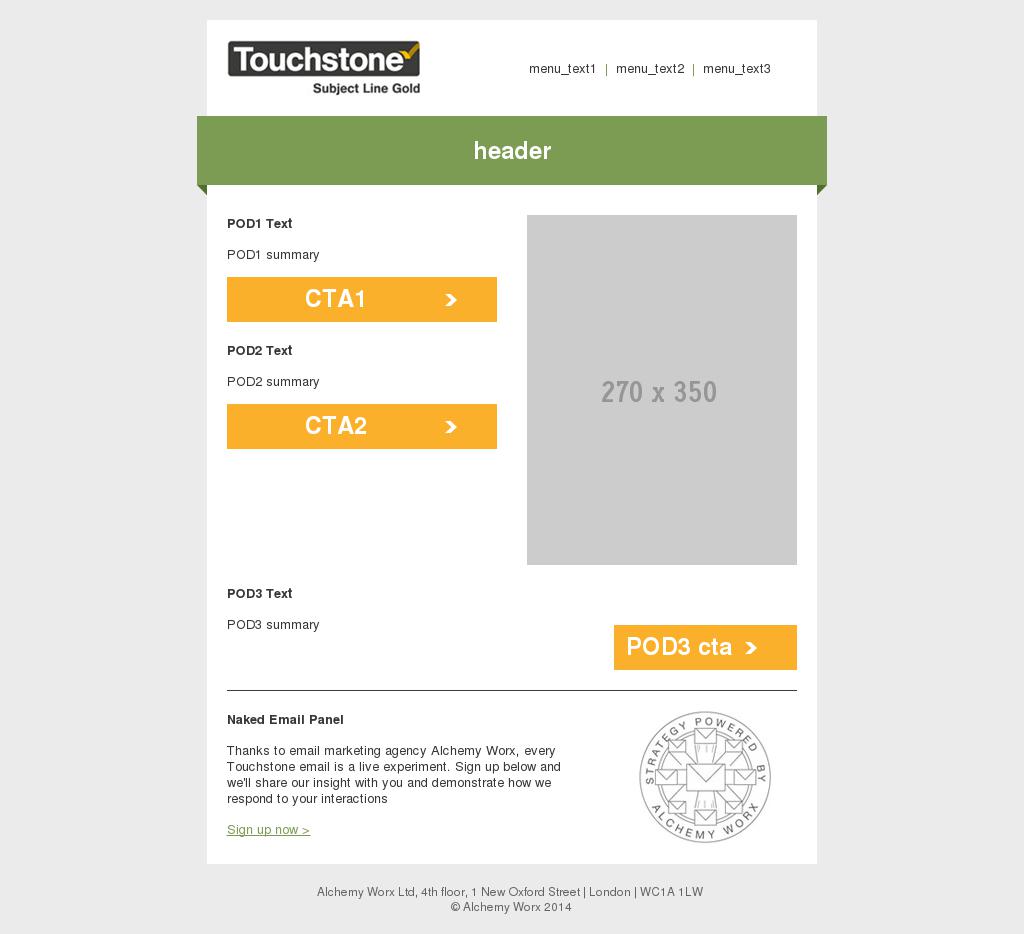 Touchstone
Subject Line Gold
menu_text1 | menu_text2 | menu_text3
header
POD1 Text
POD1 summary
CTA1 >
POD2 Text
POD2 summary
CTA2 >
270 x 350
POD3 Text
POD3 summary
POD3 cta >
Naked Email Panel
Thanks to email marketing agency Alchemy Worx, every
Touchstone email is a live experiment. Sign up below and
we'll share our insight with you and demonstrate how we
respond to your interactions
Sign up now >
STRATEGY POWERED BY
ALCHEMY WORX
Alchemy Worx Ltd, 4th floor, 1 New Oxford Street | London | WC1A 1LW
© Alchemy Worx 2014